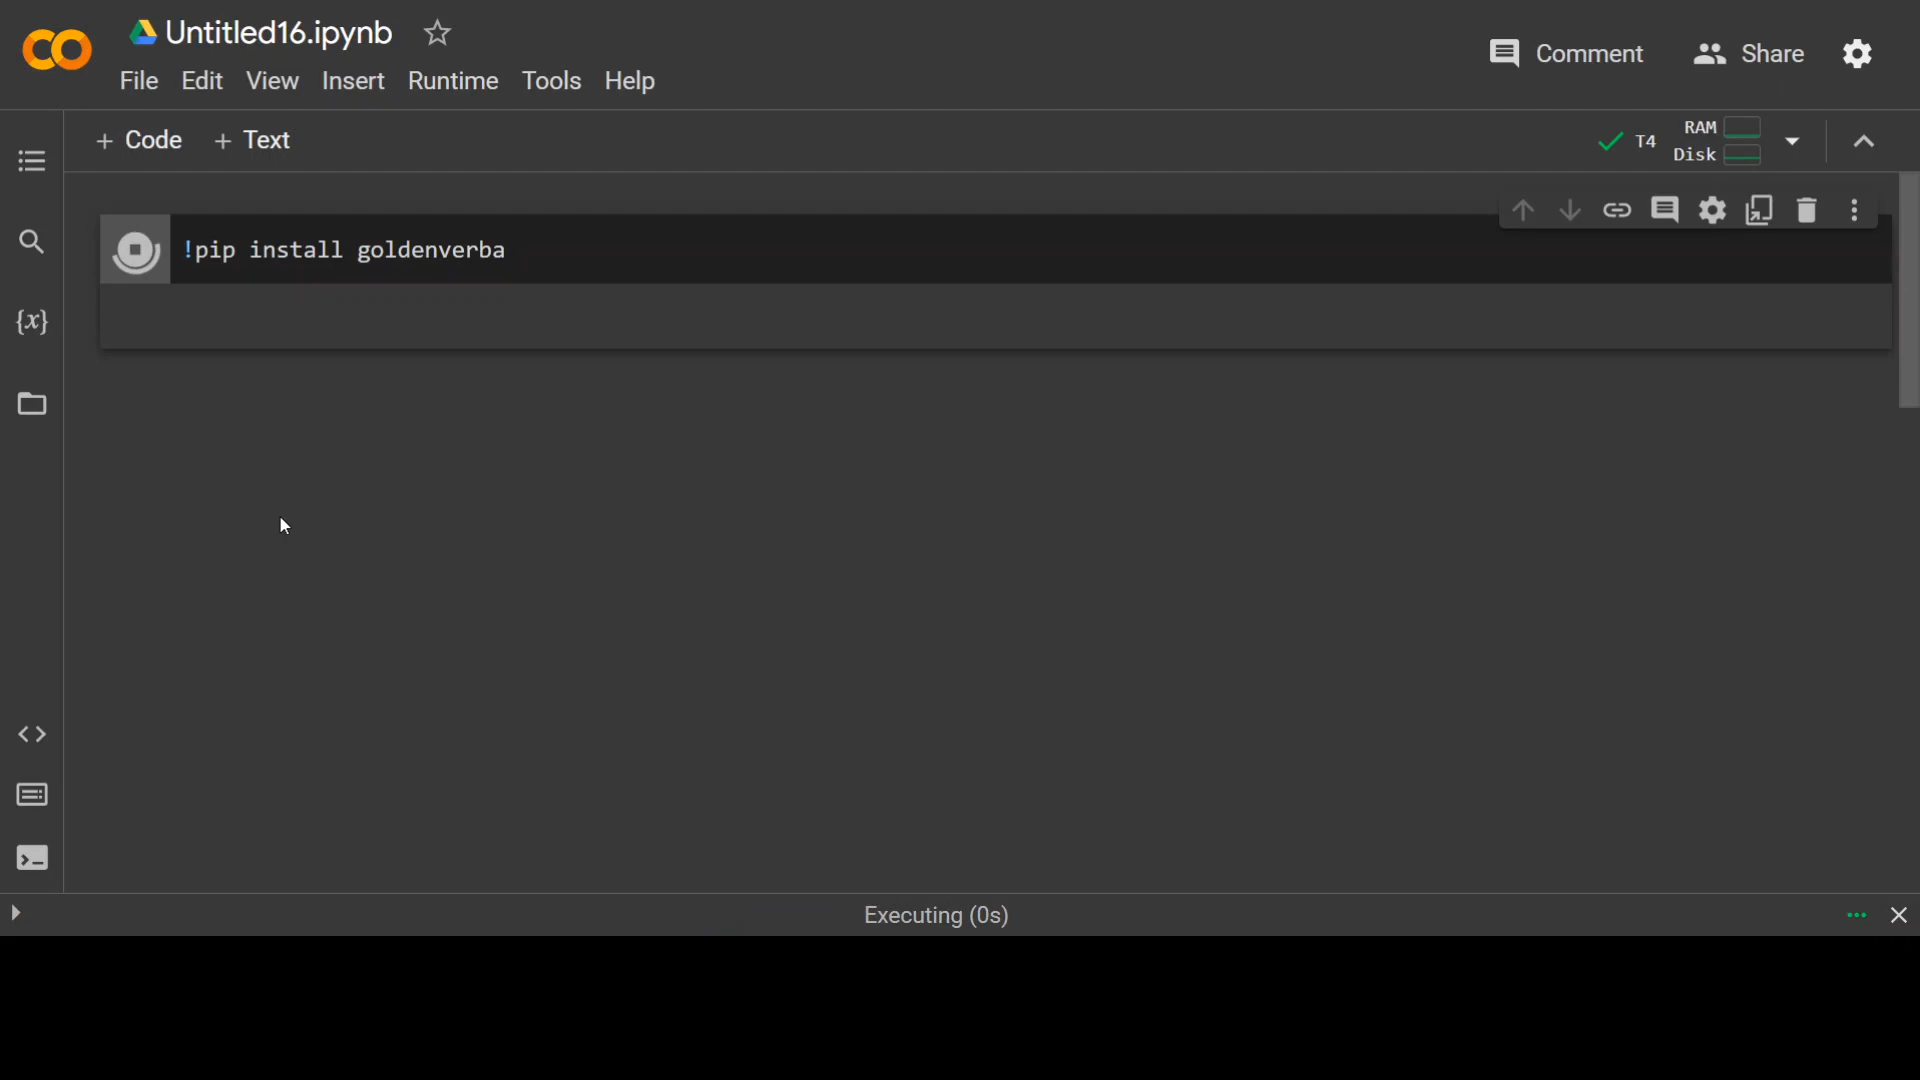 Untitled16.ipynb
File Edit View Insert Runtime Tools Help
Comment
Share
+ Code + Text
T4
RAM
Disk
!pip install goldenverba
{x}
Executing (0s)